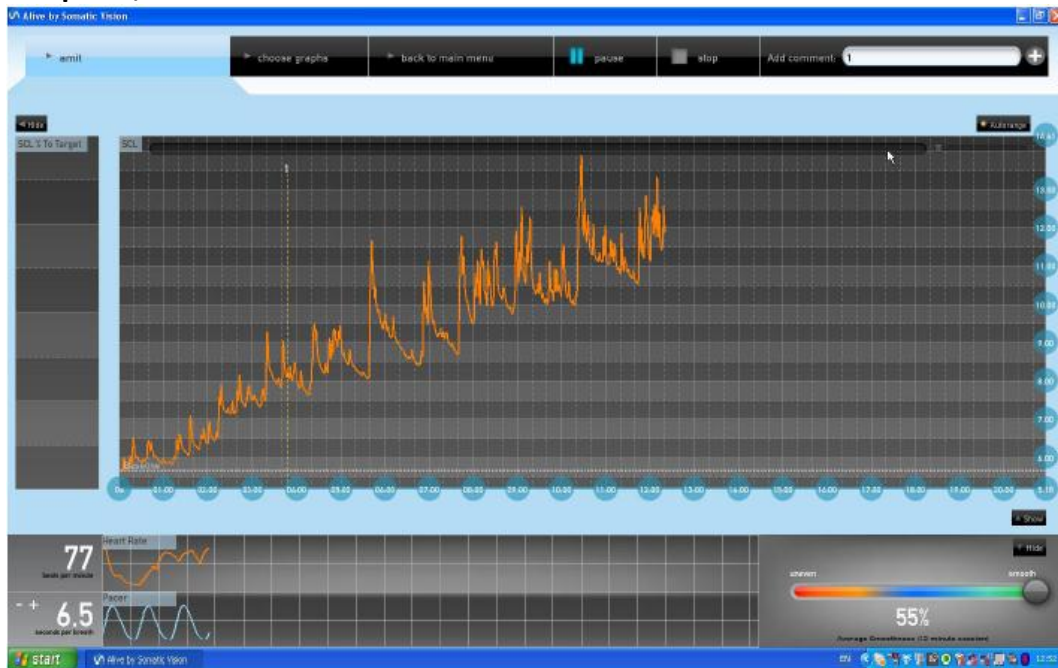 Alive by Somatic Vision
amit
choose graphs
back to main menu
pause
stop
Add comment: 1
Hide
Autorange
SCL % To Target
SCL
1
13.00
12.00
11.00
10.00
9.00
8.00
7.00
6.00
5.10
0s 01:00 02:00 03:00 04:00 05:00 06:00 07:00 08:00 09:00 10:00 11:00 12:00 13:00 14:00 15:00 16:00 17:00 18:00 19:00 20:00
Show
Hide
Heart Rate
77
beats per minute
Pacer
- +
6.5
seconds per breath
uneven
smooth
55%
Average Smoothness (12 minute session)
start
Alive by Somatic Vision
EN